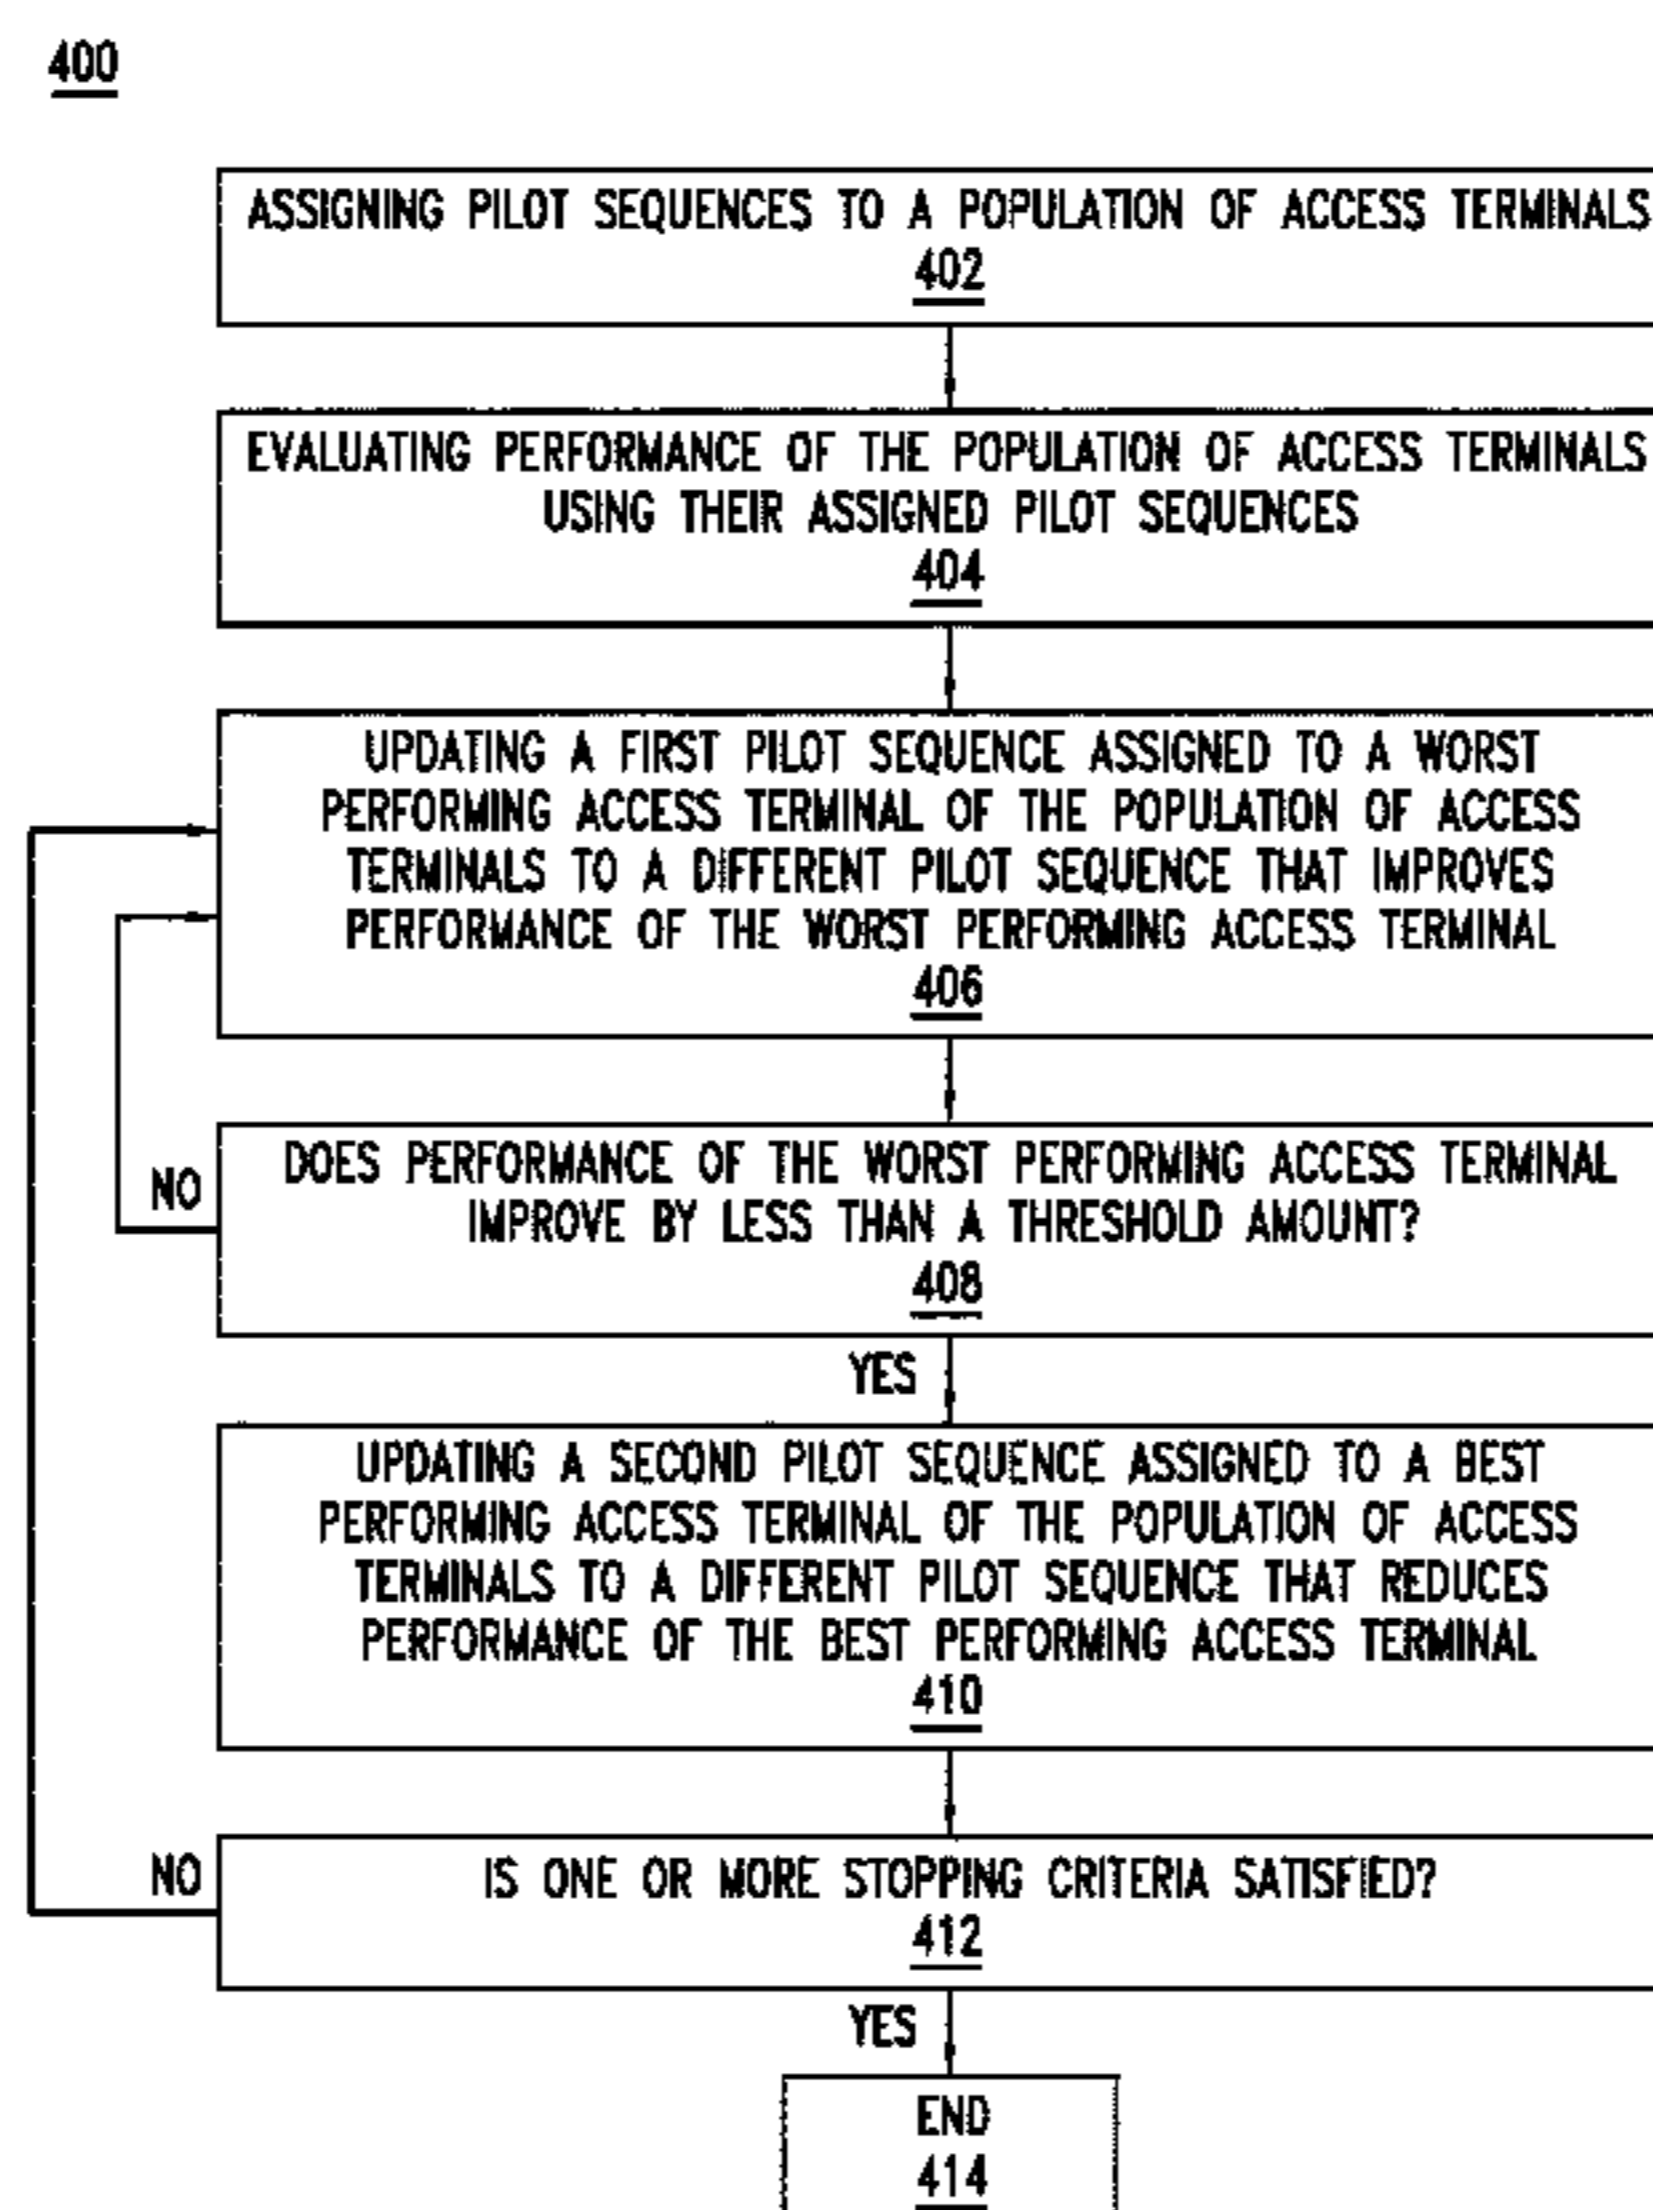 400
ASSIGNING PILOT SEQUENCES TO A POPULATION OF ACCESS TERMINALS
402
EVALUATING PERFORMANCE OF THE POPULATION OF ACCESS TERMINALS
USING THEIR ASSIGNED PILOT SEQUENCES
404
UPDATING A FIRST PILOT SEQUENCE ASSIGNED TO A WORST
PERFORMING ACCESS TERMINAL OF THE POPULATION OF ACCESS
TERMINALS TO A DIFFERENT PILOT SEQUENCE THAT IMPROVES
PERFORMANCE OF THE WORST PERFORMING ACCESS TERMINAL
406
DOES PERFORMANCE OF THE WORST PERFORMING ACCESS TERMINAL
IMPROVE BY LESS THAN A THRESHOLD AMOUNT?
408
NO
YES
UPDATING A SECOND PILOT SEQUENCE ASSIGNED TO A BEST
PERFORMING ACCESS TERMINAL OF THE POPULATION OF ACCESS
TERMINALS TO A DIFFERENT PILOT SEQUENCE THAT REDUCES
PERFORMANCE OF THE BEST PERFORMING ACCESS TERMINAL
410
NO
IS ONE OR MORE STOPPING CRITERIA SATISFIED?
412
YES
END
414